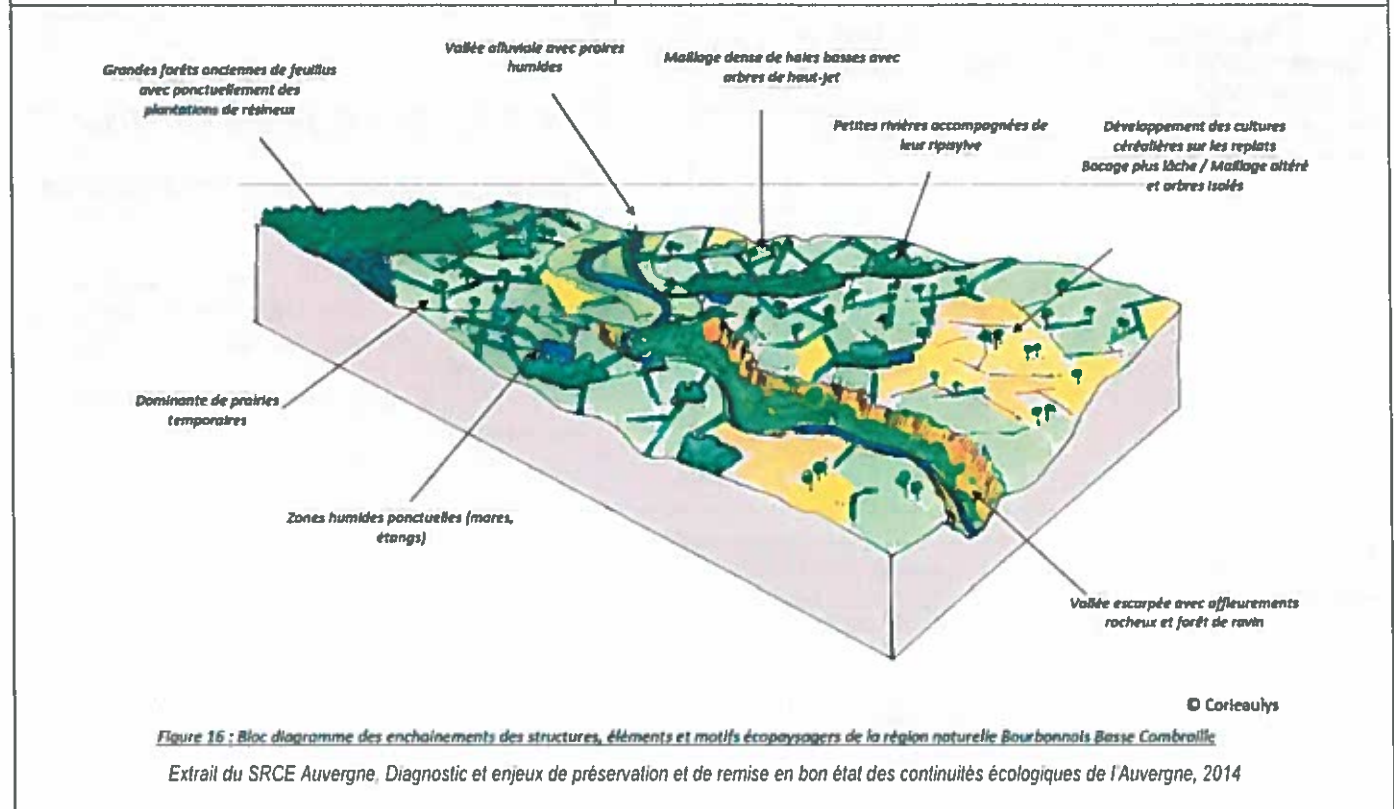 Grandes forêts anciennes de feuillus
avec ponctuellement des
plantations de résineux
Vallée alluviale avec praires
humides
Maillage dense de haies basses avec
arbres de haut-jet
Petites rivières accompagnées de
leur ripisylve
Développement des cultures
céréalières sur les replats
Bocage plus lâche / Maillage altéré
et arbres isolés
Dominante de prairies
temporaires
Zones humides ponctuelles (mares,
étangs)
Vallée escarpée avec affleurements
rocheux et forêt de ravin
© Corieaulys
Figure 16 : Bloc diagramme des enchainements des structures, éléments et motifs écopaysagers de la région naturelle Bourbonnais Basse Combraille
Extrait du SRCE Auvergne, Diagnostic et enjeux de préservation et de remise en bon état des continuités écologiques de l'Auvergne, 2014